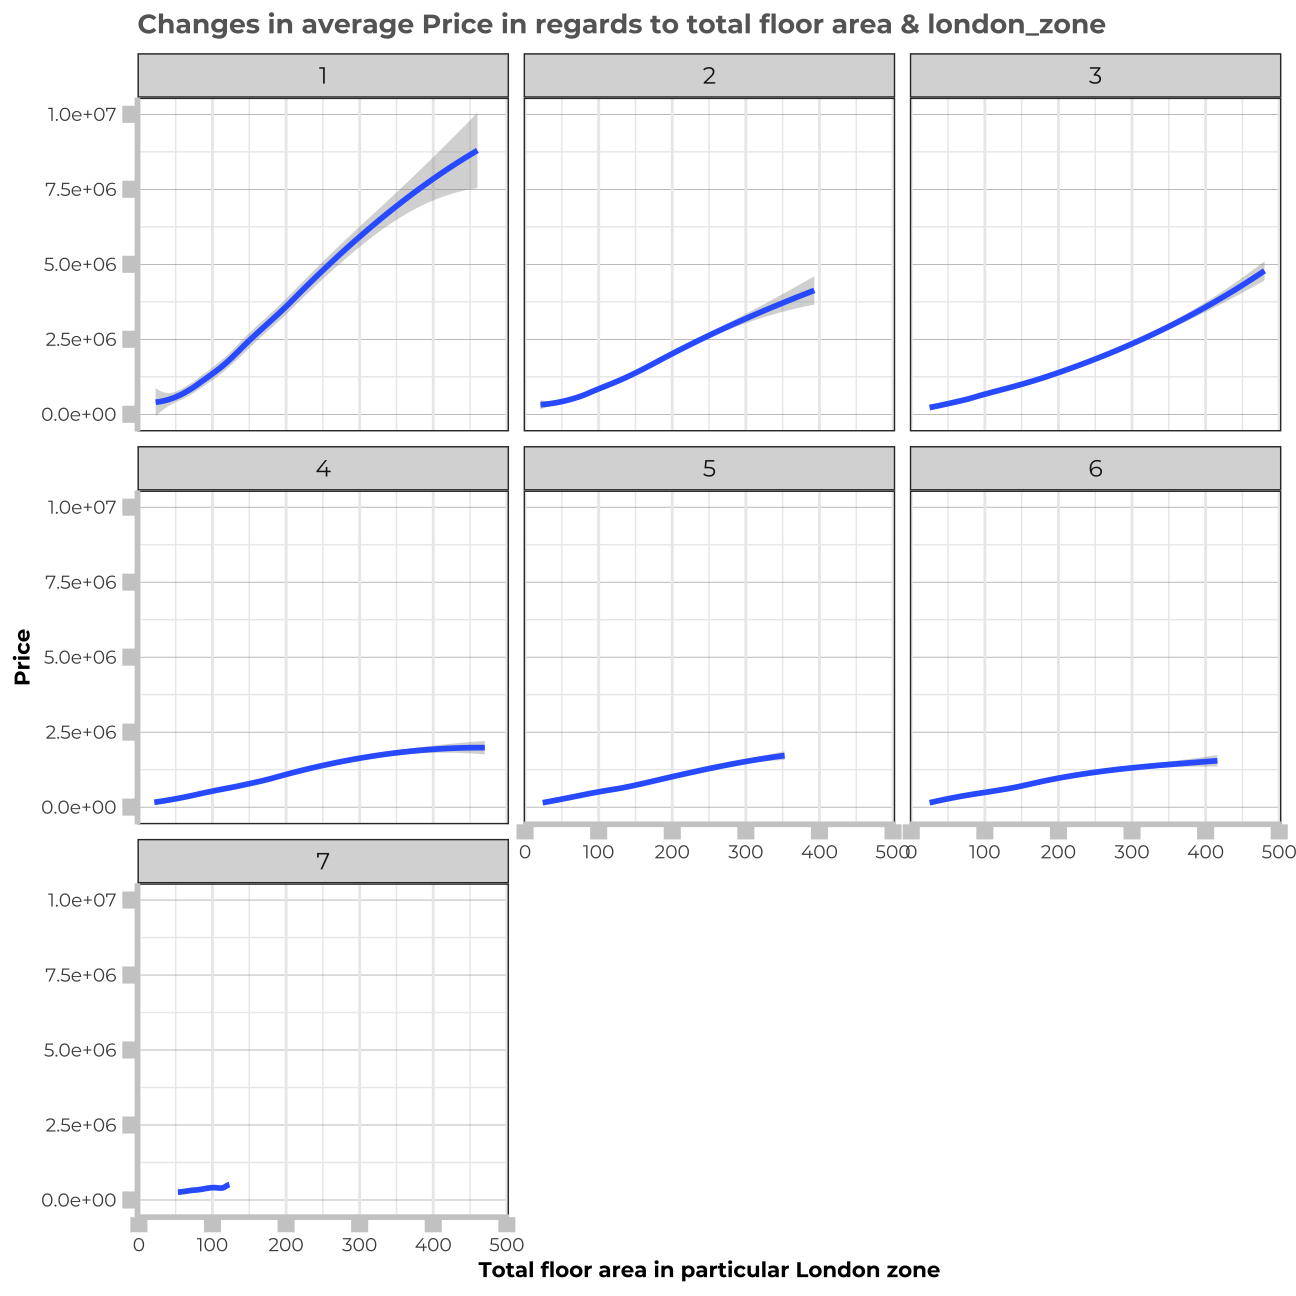 Changes in average Price in regards to total floor area & london_zone
1 2 3
1.0e+07
7.5e+06
5.0e+06
2.5e+06
0.0e+00
4 5 6
1.0e+07
7.5e+06
5.0e+06
2.5e+06
0.0e+00
0 100 200 300 400 500 0 100 200 300 400 500
7
1.0e+07
7.5e+06
5.0e+06
2.5e+06
0.0e+00
0 100 200 300 400 500
Price
Total floor area in particular London zone